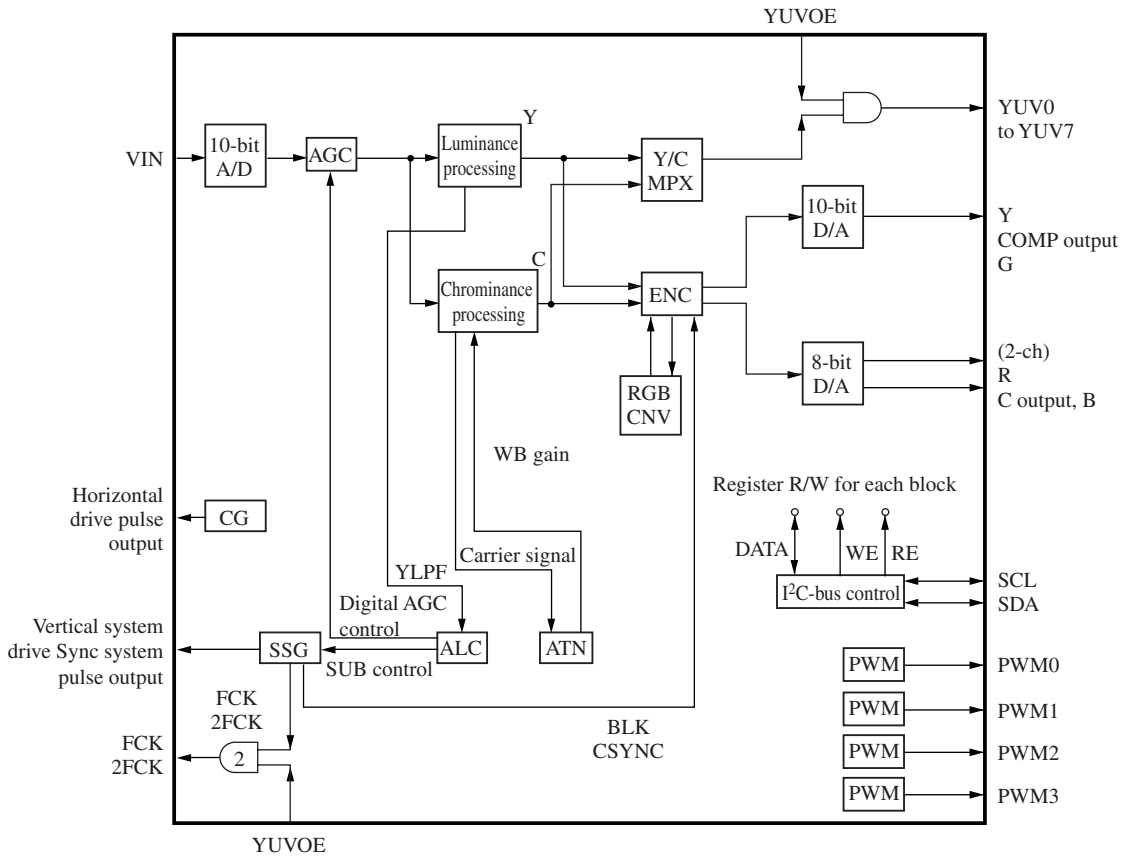 YUVOE
YUV0
to YUV7
VIN
10-bit
A/D
AGC
Y
Luminance
processing
Y/C
MPX
10-bit
D/A
Y
COMP output
G
C
Chrominance
processing
ENC
8-bit
D/A
(2-ch)
R
C output, B
RGB
CNV
WB gain
Register R/W for each block
Horizontal
drive pulse
output
CG
DATA
WE
RE
Carrier signal
YLPF
I²C-bus control
SCL
SDA
Digital AGC
control
Vertical system
drive Sync system
pulse output
SSG
SUB control
ALC
ATN
PWM
PWM0
FCK
2FCK
BLK
CSYNC
PWM
PWM1
FCK
2FCK
2
PWM
PWM2
PWM
PWM3
YUVOE